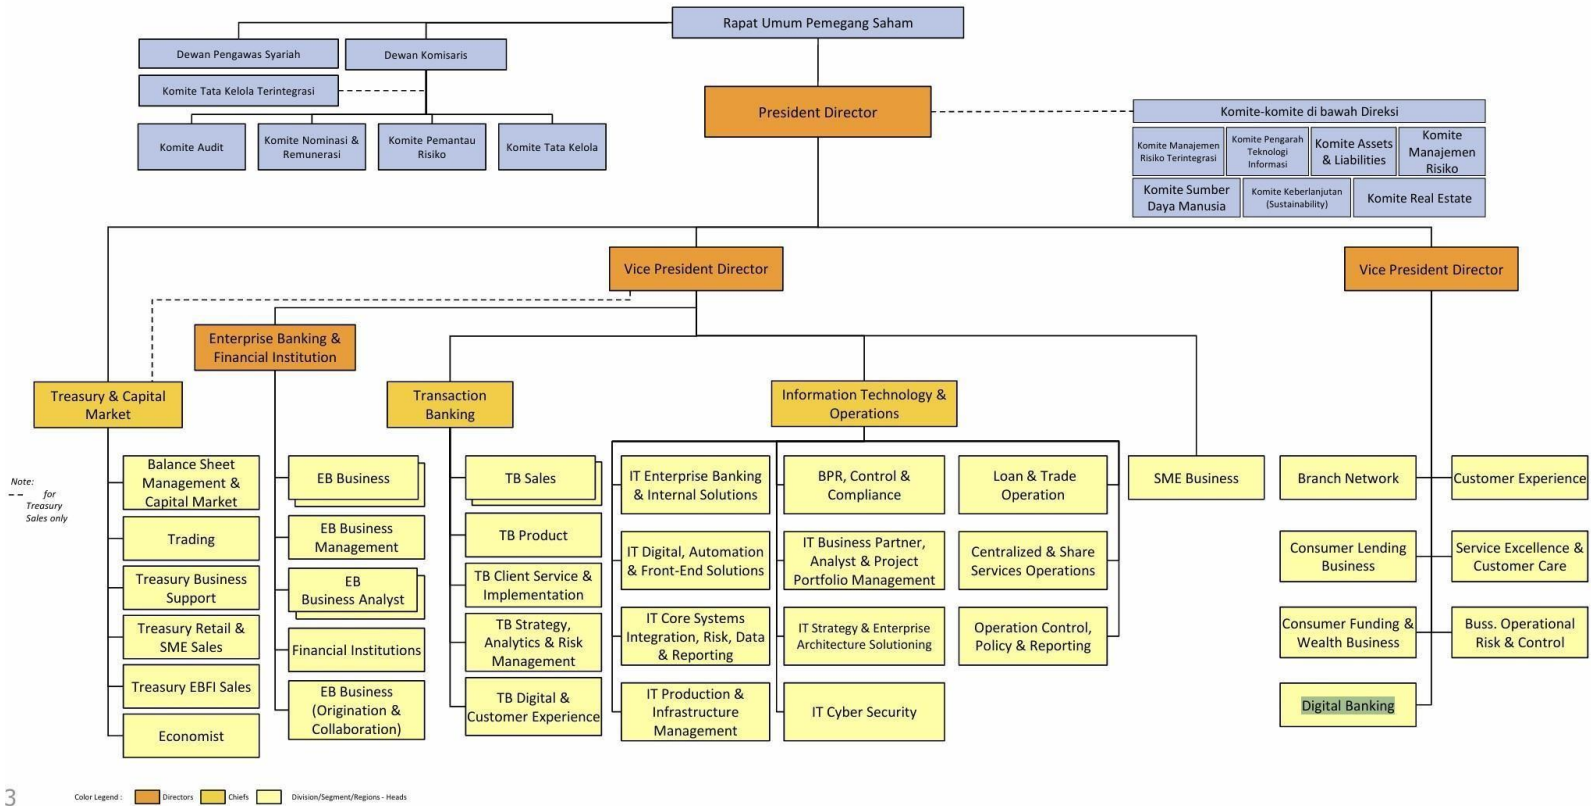 Rapat Umum Pemegang Saham
Dewan Pengawas Syariah
Dewan Komisaris
Komite Tata Kelola Terintegrasi
Komite Audit
Komite Nominasi &
Remunerasi
Komite Pemantau
Risiko
Komite Tata Kelola
President Director
Komite-komite di bawah Direksi
Komite Manajemen
Risiko Terintegrasi
Komite Pengarah
Teknologi
Informasi
Komite Assets
& Liabilities
Komite
Manajemen
Risiko
Komite Sumber
Daya Manusia
Komite Keberlanjutan
(Sustainability)
Komite Real Estate
Vice President Director
Vice President Director
Enterprise Banking &
Financial Institution
Treasury & Capital
Market
Transaction
Banking
Information Technology &
Operations
Note:
-- for
Treasury
Sales only
Balance Sheet
Management &
Capital Market
Trading
Treasury Business
Support
Treasury Retail &
SME Sales
Treasury EBFI Sales
Economist
EB Business
EB Business
Management
EB
Business Analyst
Financial Institutions
EB Business
(Origination &
Collaboration)
TB Sales
TB Product
TB Client Service &
Implementation
TB Strategy,
Analytics & Risk
Management
TB Digital &
Customer Experience
IT Enterprise Banking
& Internal Solutions
IT Digital, Automation
& Front-End Solutions
IT Core Systems
Integration, Risk, Data
& Reporting
IT Production &
Infrastructure
Management
BPR, Control &
Compliance
IT Business Partner,
Analyst & Project
Portfolio Management
IT Strategy & Enterprise
Architecture Solutioning
IT Cyber Security
Loan & Trade
Operation
Centralized & Share
Services Operations
Operation Control,
Policy & Reporting
SME Business
Branch Network
Consumer Lending
Business
Consumer Funding &
Wealth Business
Digital Banking
Customer Experience
Service Excellence &
Customer Care
Buss. Operational
Risk & Control
3
Color Legend : Directors Chiefs Division/Segment/Regions - Heads